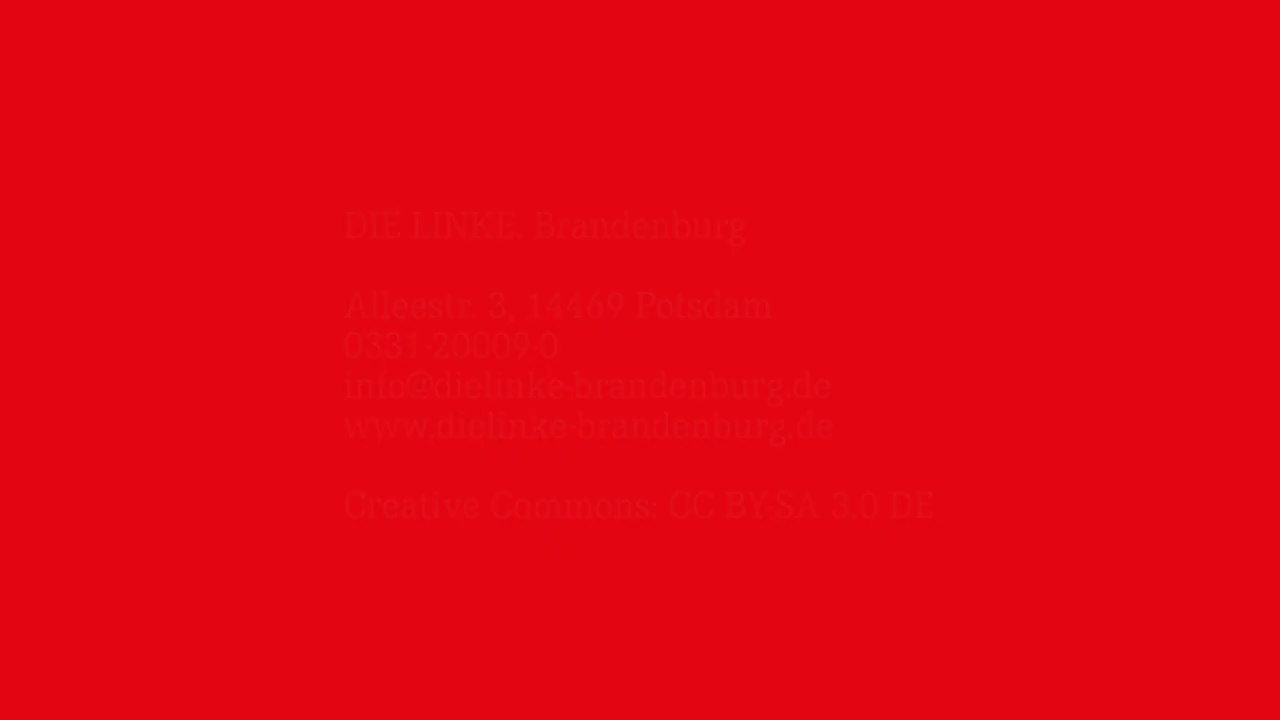 DIE LINKE. Brandenburg
Alleestr. 3, 14469 Potsdam
0331-20009-0
info@dielinke-brandenburg.de
www.dielinke-brandenburg.de
Creative Commons: CC BY-SA 3.0 DE